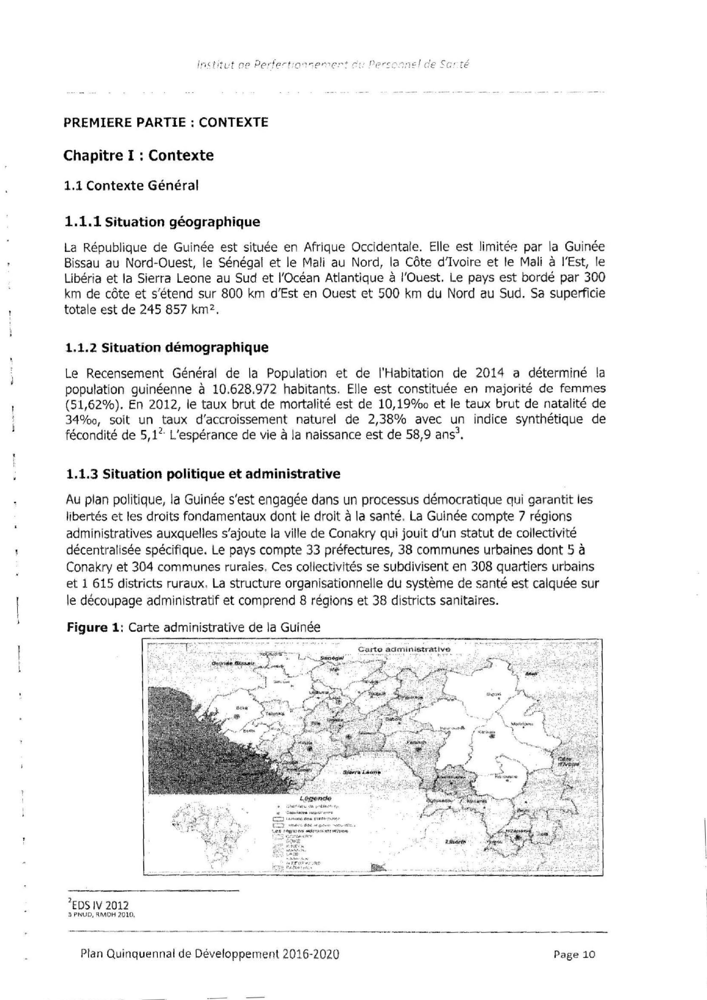 Institut de Perfectionnement du Personnel de Santé
PREMIERE PARTIE : CONTEXTE
Chapitre I : Contexte
1.1 Contexte Général
1.1.1 Situation géographique
La République de Guinée est située en Afrique Occidentale. Elle est limitée par la Guinée
Bissau au Nord-Ouest, le Sénégal et le Mali au Nord, la Côte d'Ivoire et le Mali à l'Est, le
Libéria et la Sierra Leone au Sud et l'Océan Atlantique à l'Ouest. Le pays est bordé par 300
km de côte et s'étend sur 800 km d'Est en Ouest et 500 km du Nord au Sud. Sa superficie
totale est de 245 857 km².
1.1.2 Situation démographique
Le Recensement Général de la Population et de l'Habitation de 2014 a déterminé la
population guinéenne à 10.628.972 habitants. Elle est constituée en majorité de femmes
(51,62%). En 2012, le taux brut de mortalité est de 10,19‰ et le taux brut de natalité de
34‰, soit un taux d'accroissement naturel de 2,38% avec un indice synthétique de
fécondité de 5,1². L'espérance de vie à la naissance est de 58,9 ans³.
1.1.3 Situation politique et administrative
Au plan politique, la Guinée s'est engagée dans un processus démocratique qui garantit les
libertés et les droits fondamentaux dont le droit à la santé. La Guinée compte 7 régions
administratives auxquelles s'ajoute la ville de Conakry qui jouit d'un statut de collectivité
décentralisée spécifique. Le pays compte 33 préfectures, 38 communes urbaines dont 5 à
Conakry et 304 communes rurales. Ces collectivités se subdivisent en 308 quartiers urbains
et 1 615 districts ruraux. La structure organisationnelle du système de santé est calquée sur
le découpage administratif et comprend 8 régions et 38 districts sanitaires.
Figure 1: Carte administrative de la Guinée
Carte administrative
Sénégal
Guinée Bissau
Mali
Boké
Faranah
Côte
d'Ivoire
Sierra Léone
Légende
Les régions administratives
CONAKRY
BOKE
Libéria
²EDS IV 2012
3 PNUD, RMDH 2010.
Plan Quinquennal de Développement 2016-2020
Page 10